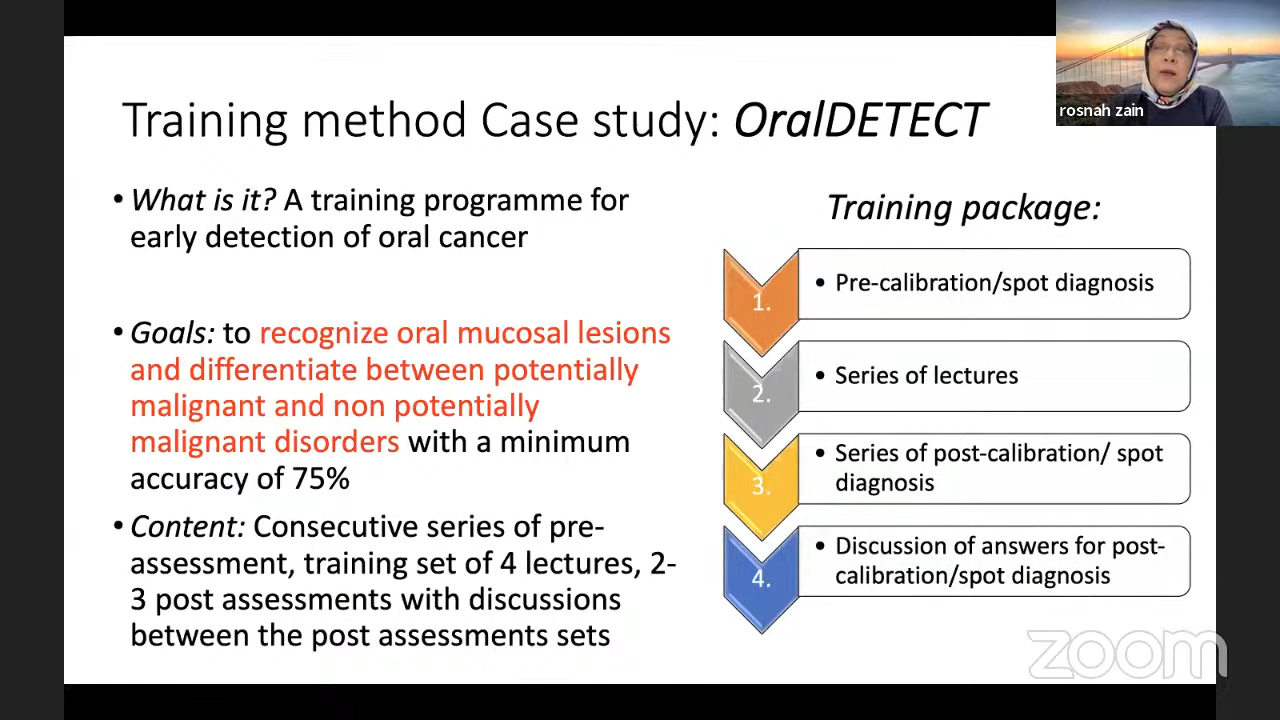 Training method Case study: OralDETECT
rosnah zain
• What is it? A training programme for
early detection of oral cancer
• Goals: to recognize oral mucosal lesions
and differentiate between potentially
malignant and non potentially
malignant disorders with a minimum
accuracy of 75%
• Content: Consecutive series of pre-
assessment, training set of 4 lectures, 2-
3 post assessments with discussions
between the post assessments sets
Training package:
1.
• Pre-calibration/spot diagnosis
2.
• Series of lectures
3.
• Series of post-calibration/ spot
diagnosis
4.
• Discussion of answers for post-
calibration/spot diagnosis
zoom